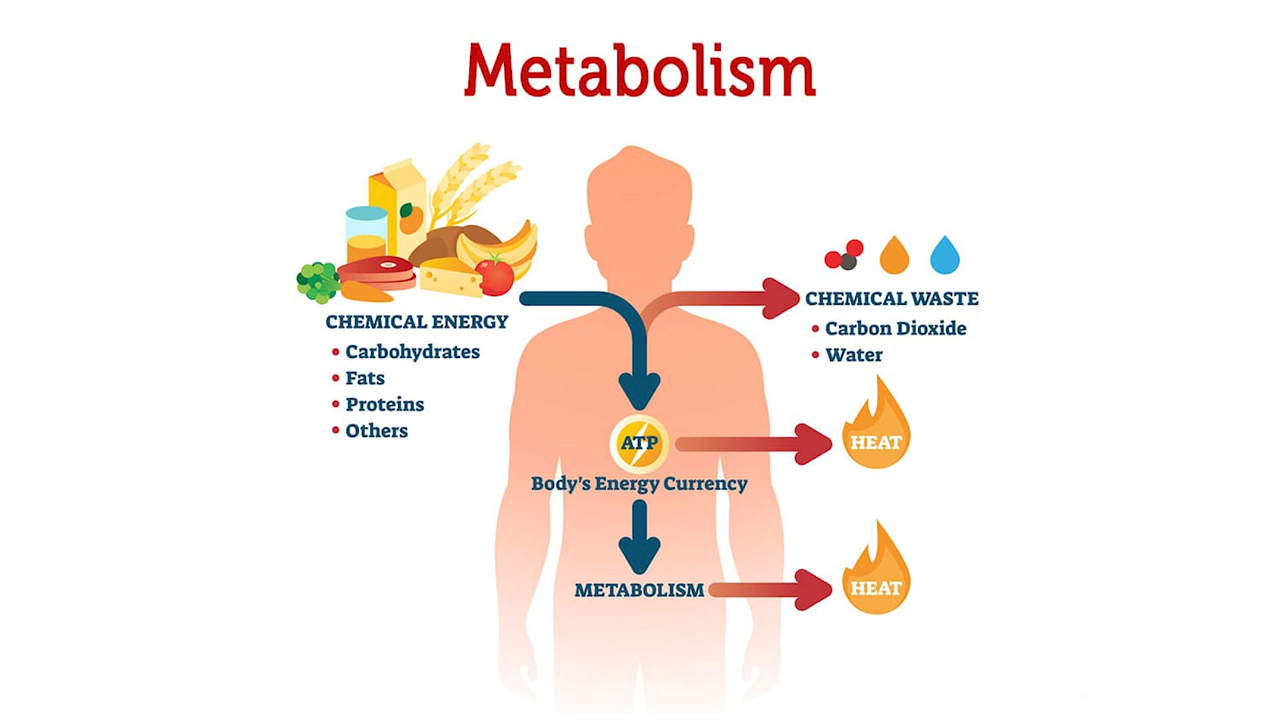 Metabolism
CHEMICAL ENERGY
• Carbohydrates
• Fats
• Proteins
• Others
CHEMICAL WASTE
• Carbon Dioxide
• Water
ATP
Body's Energy Currency
HEAT
METABOLISM
HEAT